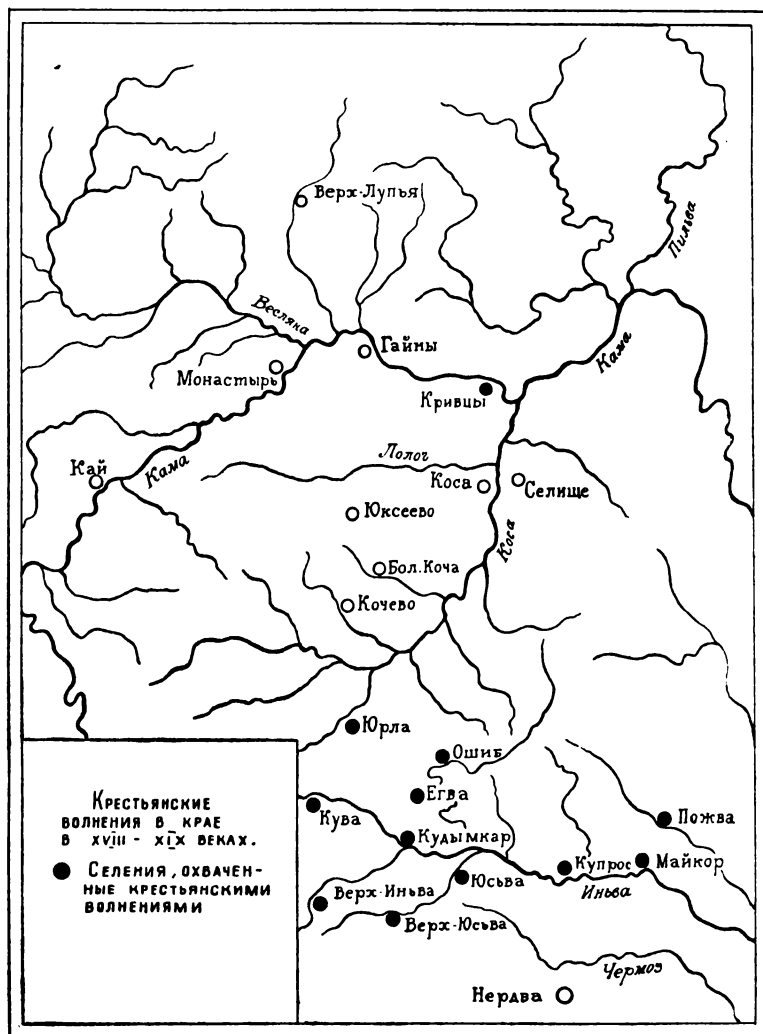 Верх-Лупья
Пильва
Весляка
Гайны
Кама
Монастырь
Кривцы
Лолог
Кай
Кама
Коса
Селище
Юксеево
Коса
Бол.Коча
Кочево
Юрла
Ошиб
Егва
Кува
Пожва
Кудымкар
Купрос
Майкор
Юсьва
Иньва
Верх-Иньва
Верх-Юсьва
Чермоз
Нердва
Крестьянские
волнения в крае
в XVIII - XIX веках.
Селения, охвачен-
ные крестьянскими
волнениями